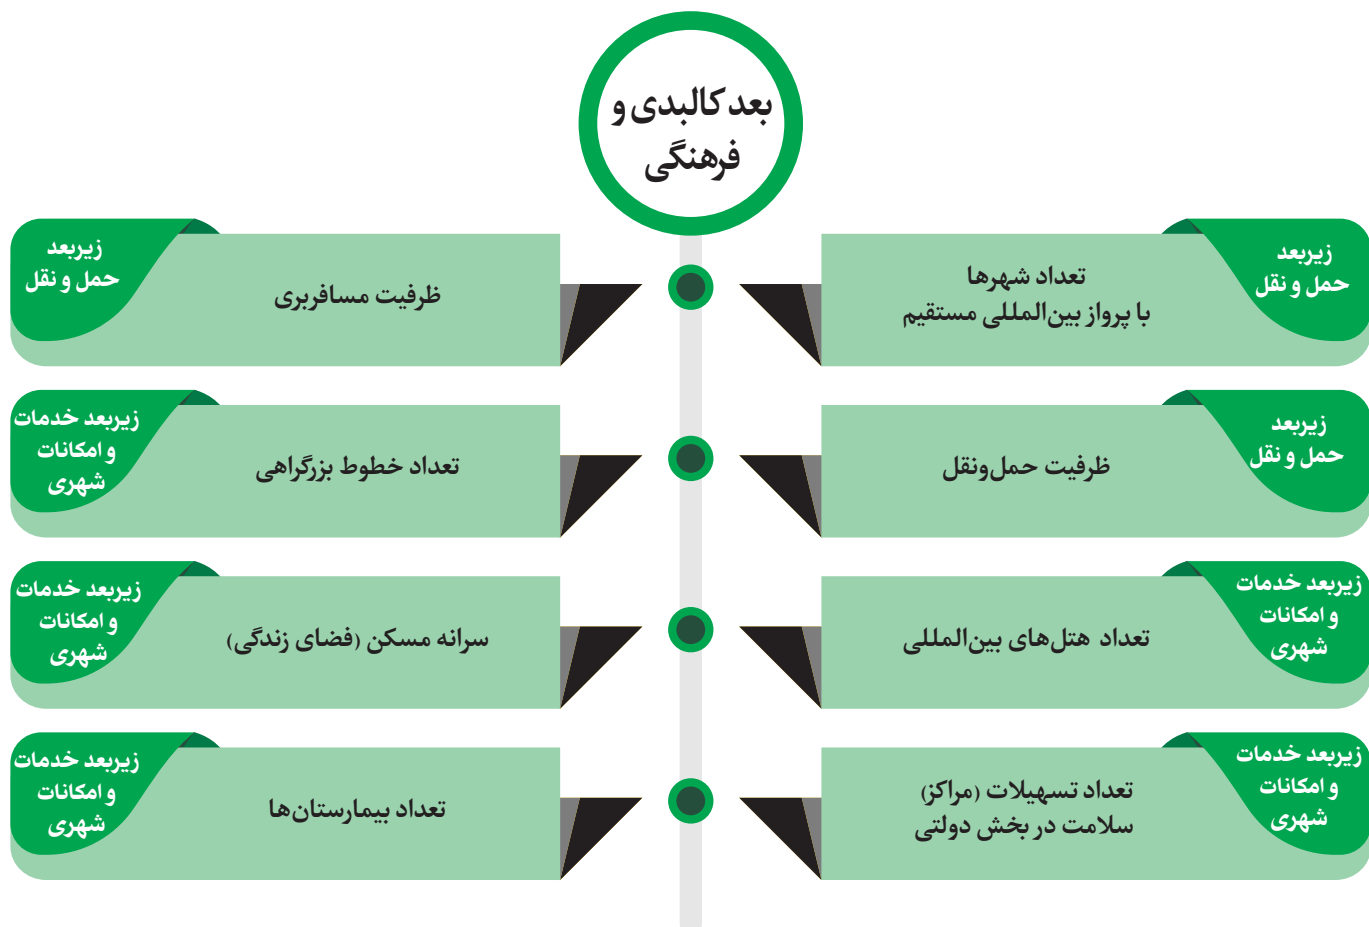 بعد کالبدی و
فرهنگی
زیربعد
حمل و نقل
تعداد شهرها
با پرواز بین‌المللی مستقیم
زیربعد
حمل و نقل
ظرفیت مسافربری
زیربعد
حمل و نقل
ظرفیت حمل‌ونقل
زیربعد خدمات
و امکانات
شهری
تعداد خطوط بزرگراهی
زیربعد خدمات
و امکانات
شهری
تعداد هتل‌های بین‌المللی
زیربعد خدمات
و امکانات
شهری
سرانه مسکن (فضای زندگی)
زیربعد خدمات
و امکانات
شهری
تعداد تسهیلات (مراکز)
سلامت در بخش دولتی
زیربعد خدمات
و امکانات
شهری
تعداد بیمارستان‌ها